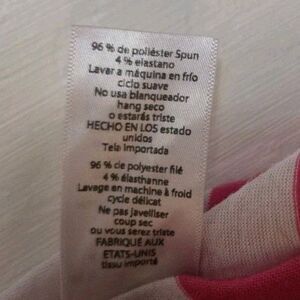 96 % de poliéster Spun
4 % elastano
Lavar a máquina en frío
ciclo suave
No usa blanqueador
hang seco
o estarás triste
HECHO EN LOS estado
unidos
Tela importada
96 % de polyester filé
4 % élasthanne
Lavage en machine à froid
cycle délicat
Ne pas javelliser
coup sec
ou vous serez triste
FABRIQUÉ AUX
ETATS-UNIS
tissu importé